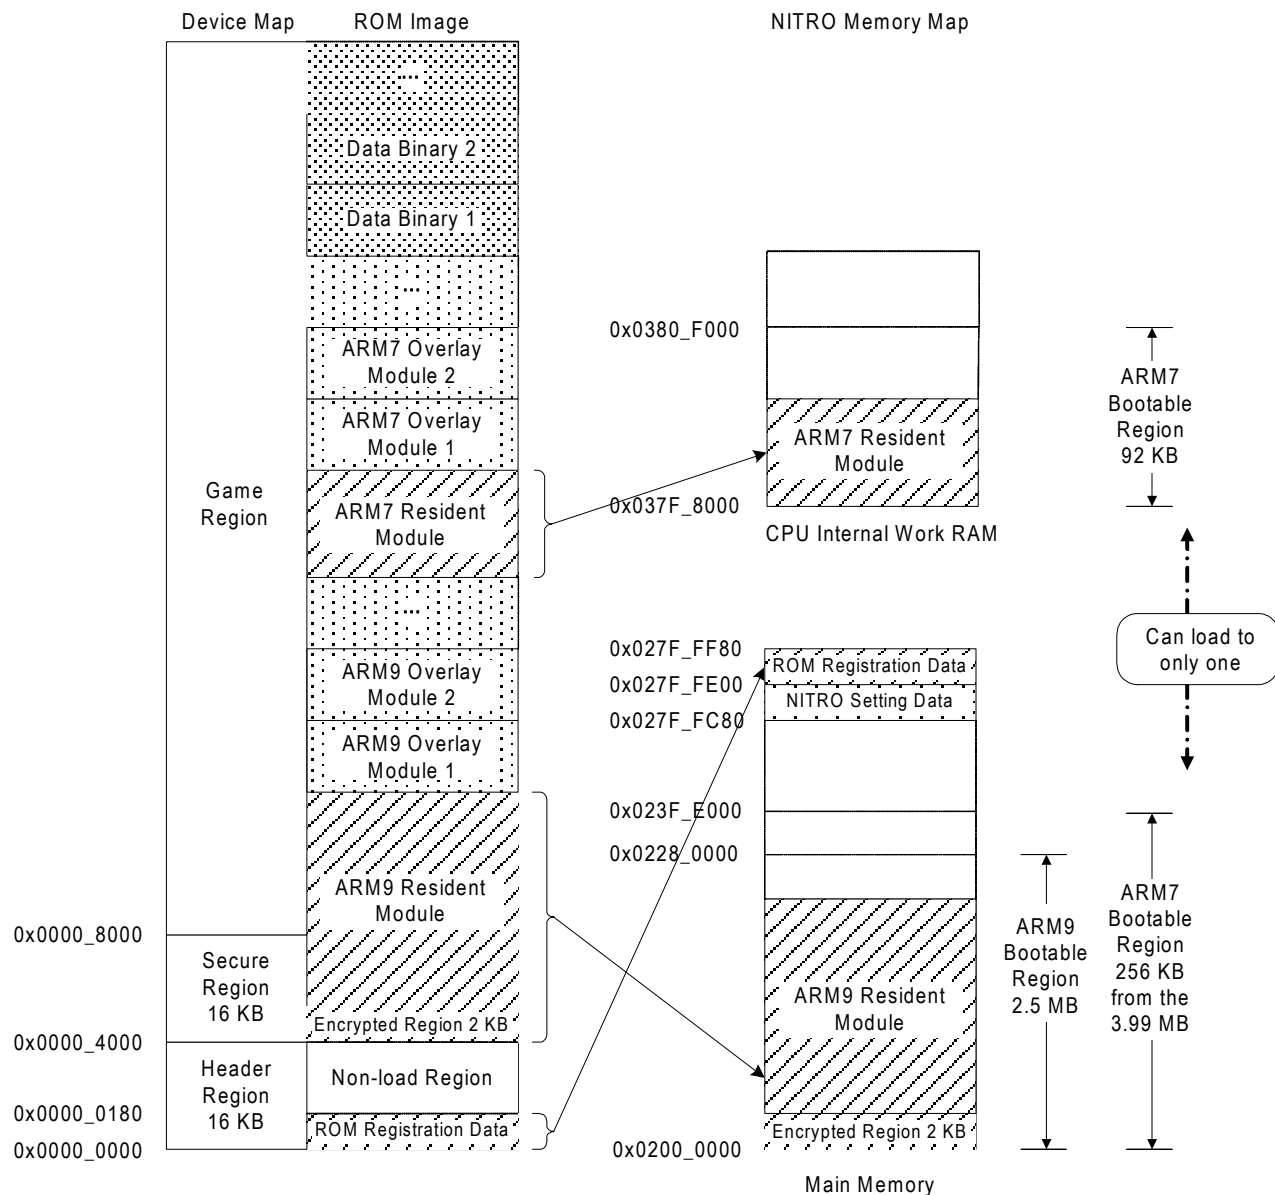 Device Map
ROM Image
NITRO Memory Map
...
Data Binary 2
Data Binary 1
...
ARM7 Overlay
Module 2
ARM7 Overlay
Module 1
ARM7 Resident
Module
Game
Region
...
ARM9 Overlay
Module 2
ARM9 Overlay
Module 1
ARM9 Resident
Module
0x0000_8000
Secure
Region
16 KB
Encrypted Region 2 KB
0x0000_4000
Header
Region
16 KB
Non-load Region
0x0000_0180
ROM Registration Data
0x0000_0000
0x0380_F000
ARM7 Resident
Module
0x037F_8000
CPU Internal Work RAM
ARM7
Bootable
Region
92 KB
Can load to
only one
0x027F_FF80
ROM Registration Data
0x027F_FE00
NITRO Setting Data
0x027F_FC80
0x023F_E000
0x0228_0000
ARM9 Resident
Module
Encrypted Region 2 KB
0x0200_0000
Main Memory
ARM9
Bootable
Region
2.5 MB
ARM7
Bootable
Region
256 KB
from the
3.99 MB